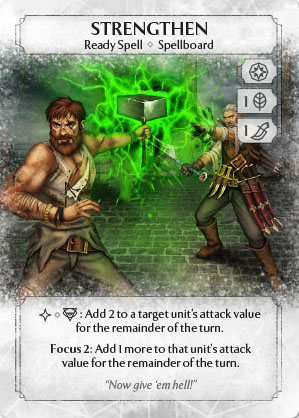 STRENGTHEN
Ready Spell ⋄ Spellboard
1
1
⋄ : Add 2 to a target unit's attack value
for the remainder of the turn.
Focus 2: Add 1 more to that unit's attack
value for the remainder of the turn.
"Now give 'em hell!"